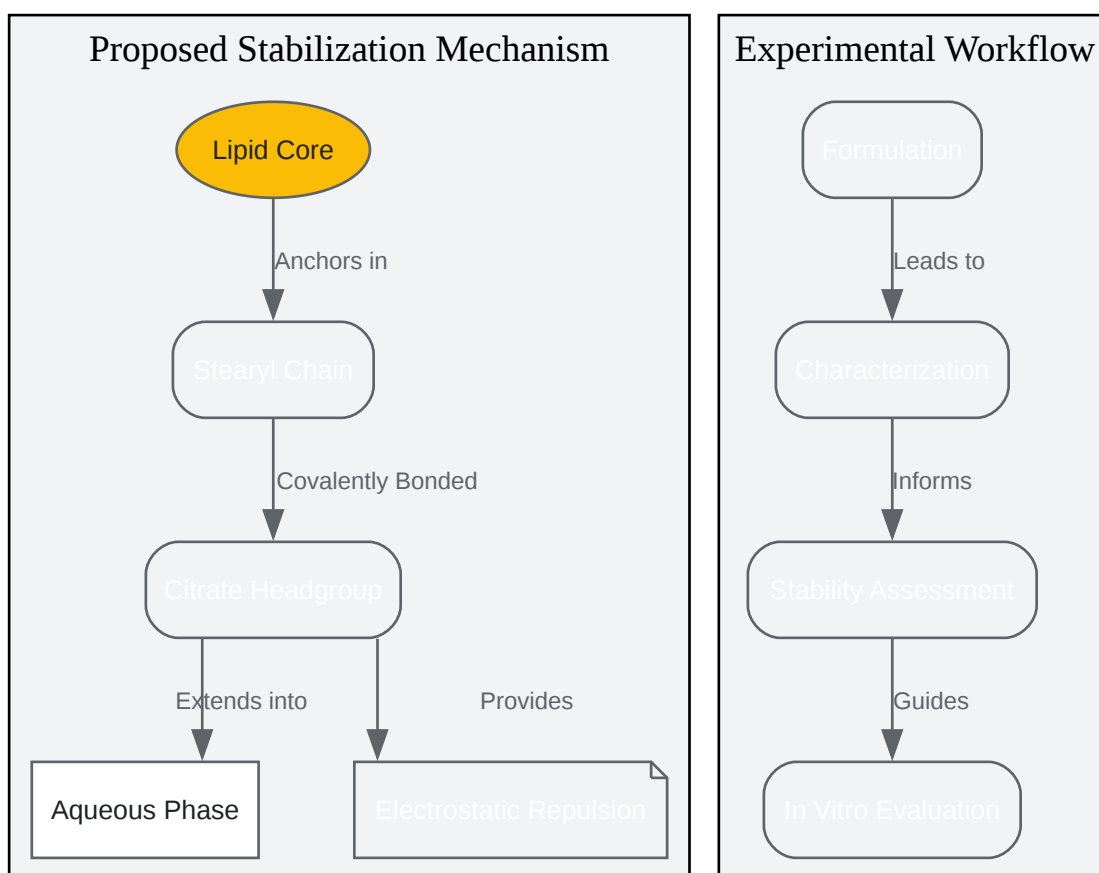 Proposed Stabilization Mechanism
Lipid Core
Anchors in
Stearyl Chain
Covalently Bonded
Citrate Headgroup
Extends into
Provides
Aqueous Phase
Electrostatic Repulsion
Experimental Workflow
Formulation
Leads to
Characterization
Informs
Stability Assessment
Guides
In Vitro Evaluation